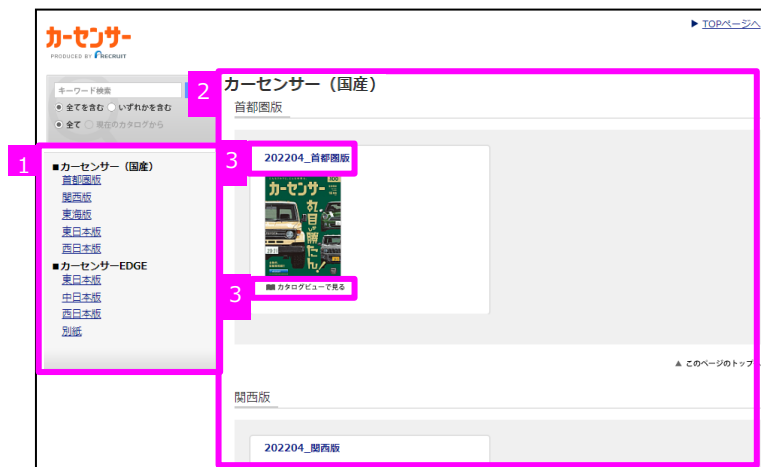 カーセンサー
PRODUCED BY RECRUIT
▶ TOPページへ
キーワード検索
全てを含む いずれかを含む
全て 現在のカタログから
1
■カーセンサー（国産）
首都圏版
関西版
東海版
東日本版
西日本版
■カーセンサーEDGE
東日本版
中日本版
西日本版
別紙
2
カーセンサー（国産）
首都圏版
3
202204_首都圏版
カーセンサー
丸目しか勝たん!
3
カタログビューで見る
▲ このページのトップへ
関西版
202204_関西版